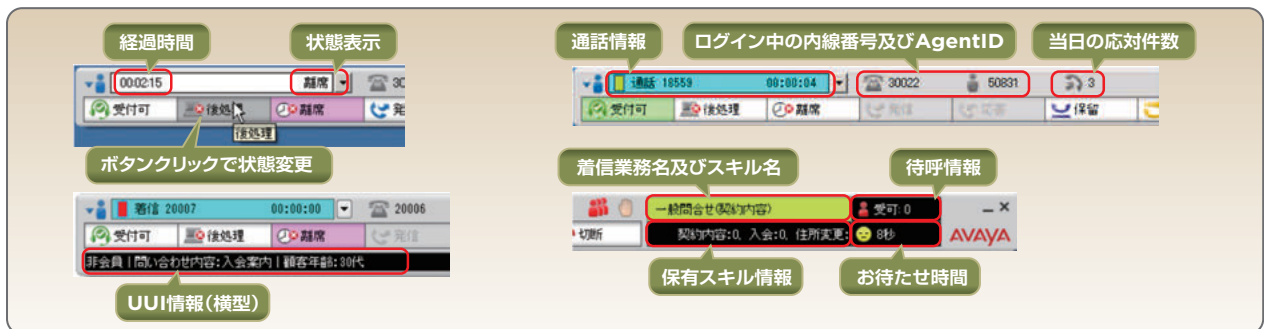 経過時間
状態表示
00:02:15 離席
受付可 後処理 離席
後処理
ボタンクリックで状態変更
通話情報
ログイン中の内線番号及びAgentID
当日の応対件数
通話 18559 00:00:04 30022 50831 3
受付可 後処理 離席 発信 応答 保留
着信 20007 00:00:00 20006
受付可 後処理 離席 発信
非会員|問い合わせ内容:入会案内|顧客年齢:30代
UUI情報(横型)
着信業務名及びスキル名
待呼情報
一般問合せ(契約内容) 受可:0
切断 契約内容:0, 入会:0, 住所変更: 8秒 AVAYA
保有スキル情報
お待たせ時間